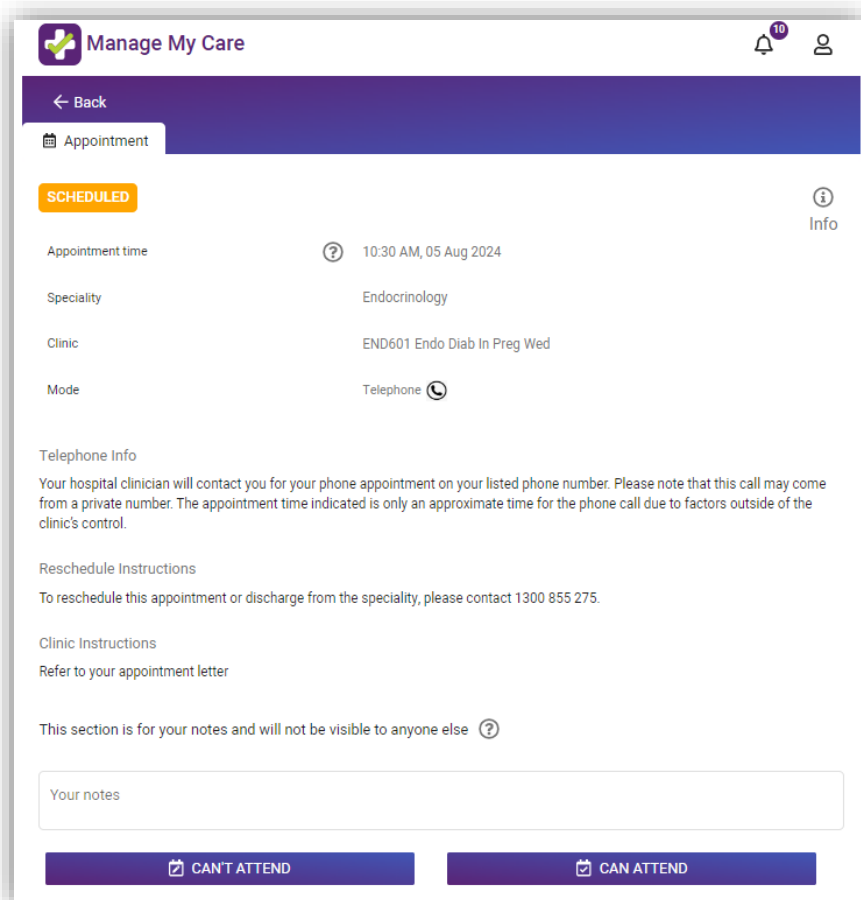 Manage My Care
10
← Back
Appointment
SCHEDULED
Info
Appointment time ? 10:30 AM, 05 Aug 2024
Speciality Endocrinology
Clinic END601 Endo Diab In Preg Wed
Mode Telephone
Telephone Info
Your hospital clinician will contact you for your phone appointment on your listed phone number. Please note that this call may come
from a private number. The appointment time indicated is only an approximate time for the phone call due to factors outside of the
clinic's control.
Reschedule Instructions
To reschedule this appointment or discharge from the speciality, please contact 1300 855 275.
Clinic Instructions
Refer to your appointment letter
This section is for your notes and will not be visible to anyone else ?
Your notes
CAN'T ATTEND
CAN ATTEND